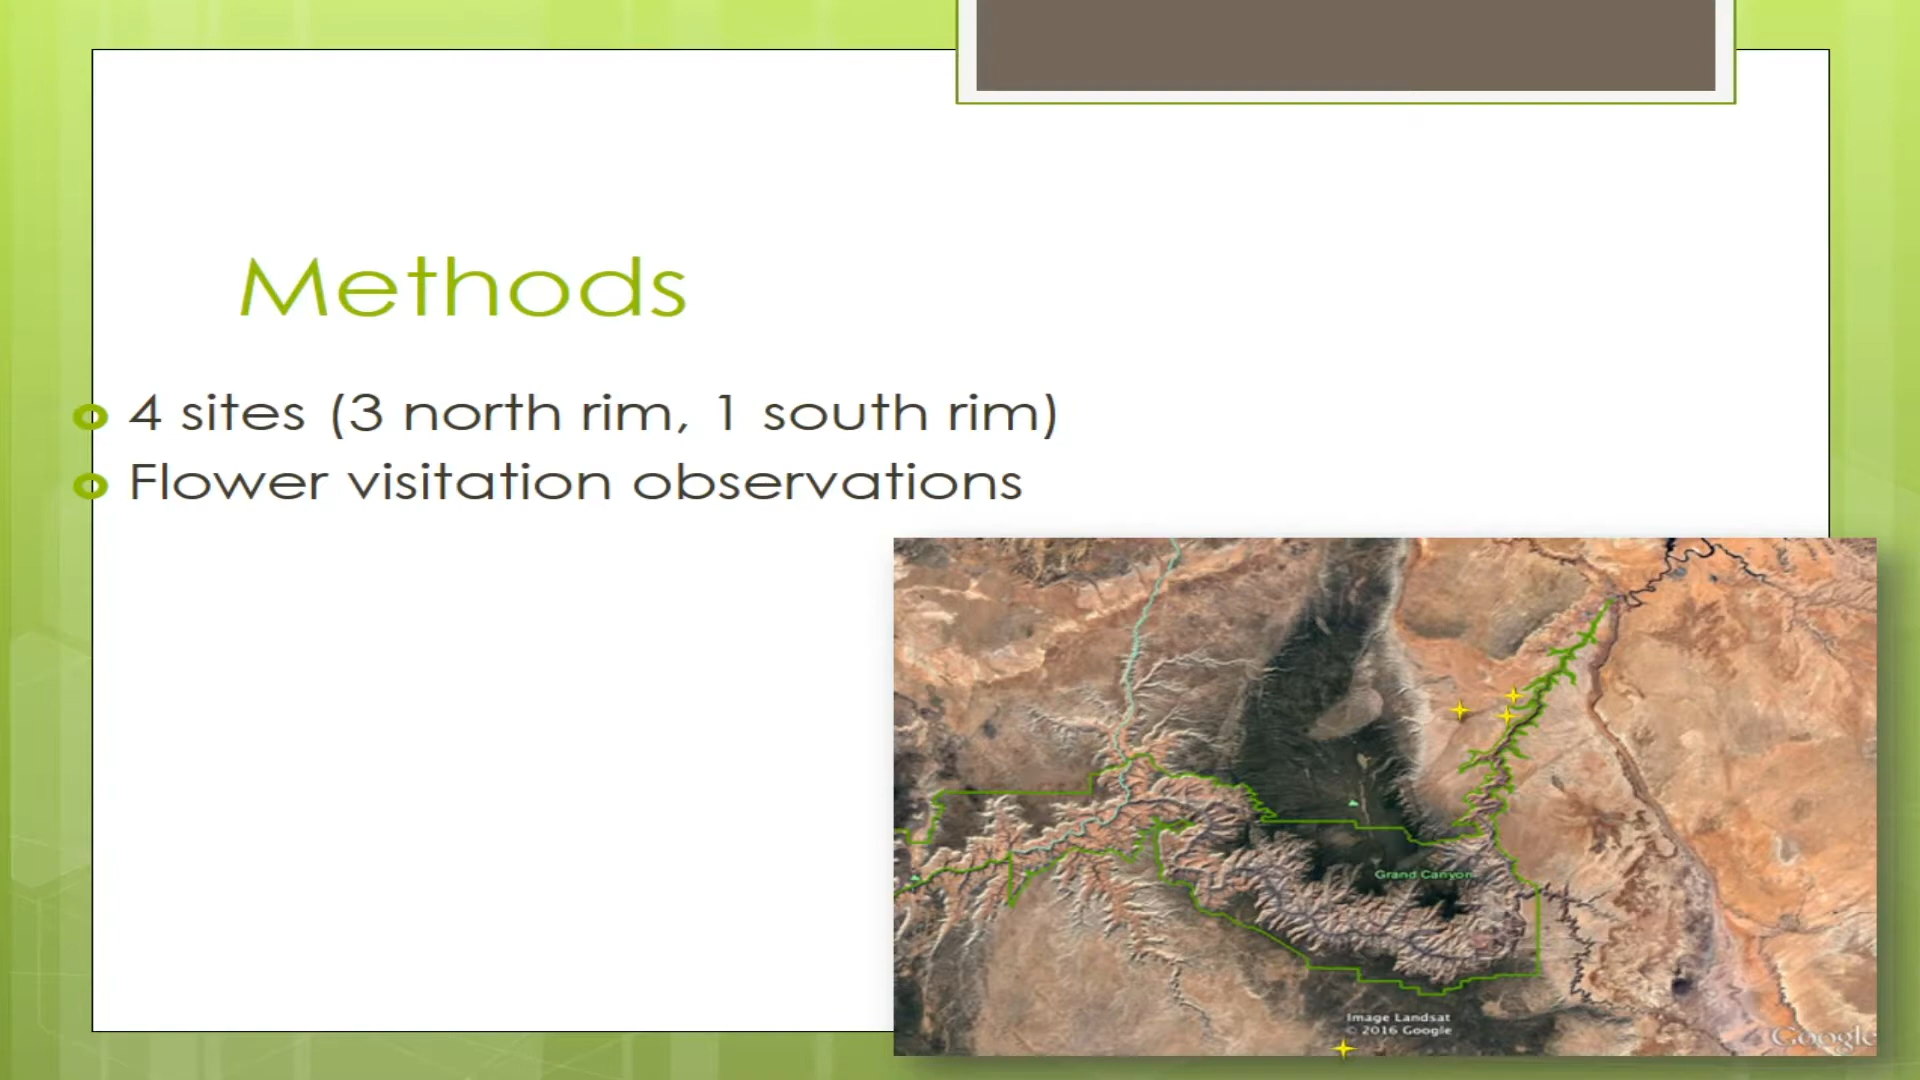 Methods
4 sites (3 north rim, 1 south rim)
Flower visitation observations
Grand Canyon
Image Landsat
© 2016 Google
Google